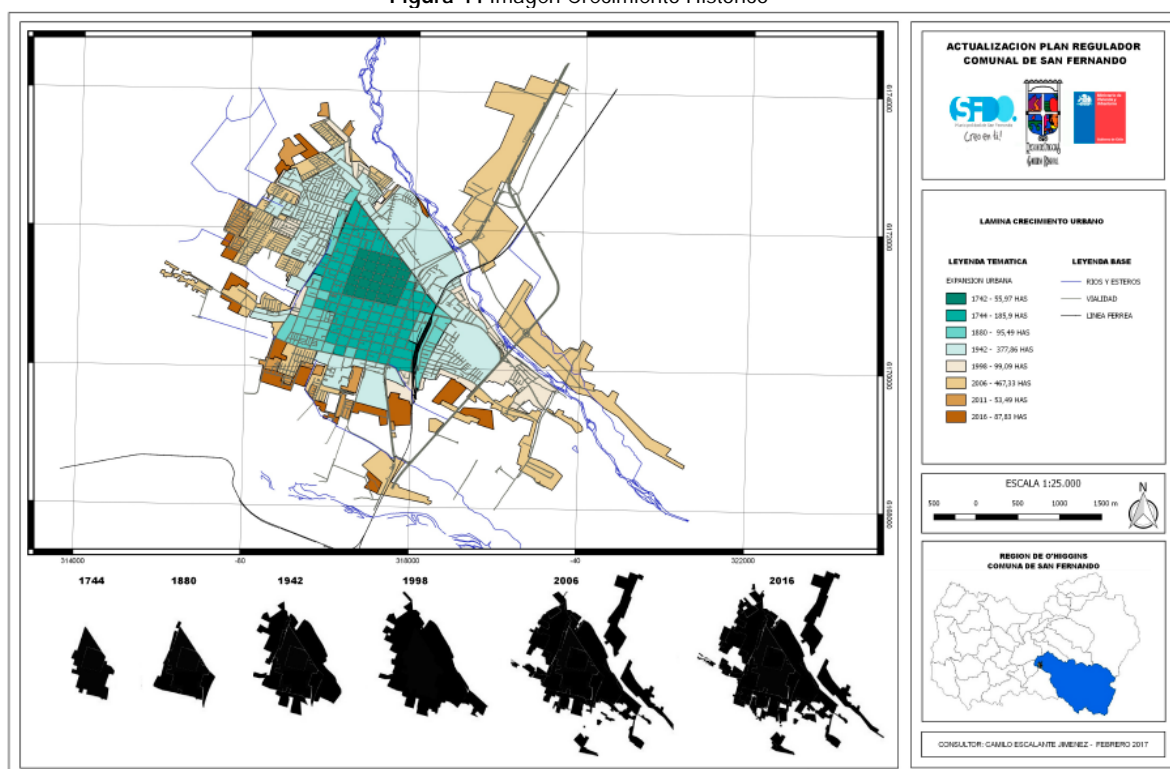 Figura 44 Imagen Crecimiento Histórico
6174000
6172000
6170000
6168000
314000
-80
318000
-40
322000
1744
1880
1942
1998
2006
2016
ACTUALIZACION PLAN REGULADOR
COMUNAL DE SAN FERNANDO
SFDO.
Creo en ti!
LAMINA CRECIMIENTO URBANO
LEYENDA TEMATICA
LEYENDA BASE
EXPANSION URBANA
1742 - 55,97 HAS
1744 - 185,9 HAS
1880 - 95,49 HAS
1942 - 377,86 HAS
1998 - 99,09 HAS
2006 - 467,33 HAS
2011 - 53,49 HAS
2016 - 87,83 HAS
RIOS Y ESTEROS
VIALIDAD
LINEA FERREA
ESCALA 1:25.000
500
0
500
1000
1500 m
N
REGION DE O'HIGGINS
COMUNA DE SAN FERNANDO
CONSULTOR: CAMILO ESCALANTE JIMENEZ - FEBRERO 2017